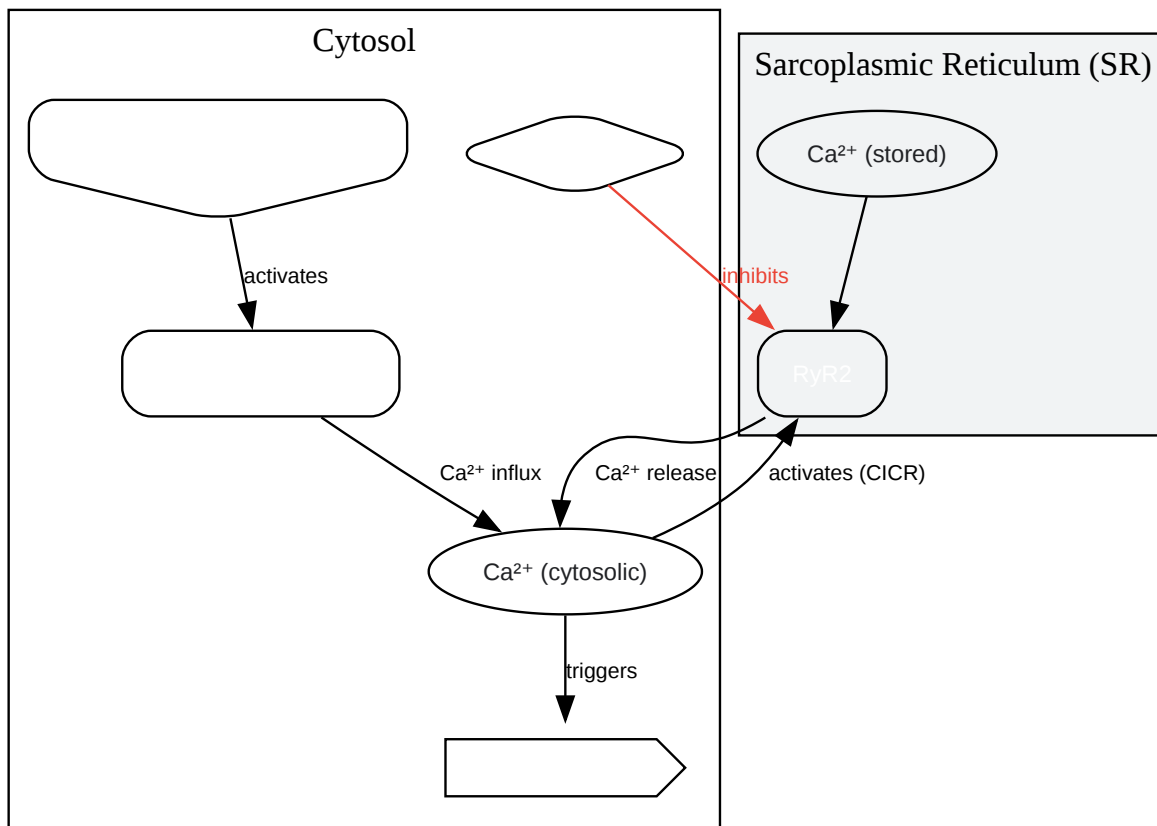 Cytosol
Sarcoplasmic Reticulum (SR)
Ca²⁺ (stored)
activates
inhibits
RyR2
Ca²⁺ influx
Ca²⁺ release
activates (CICR)
Ca²⁺ (cytosolic)
triggers